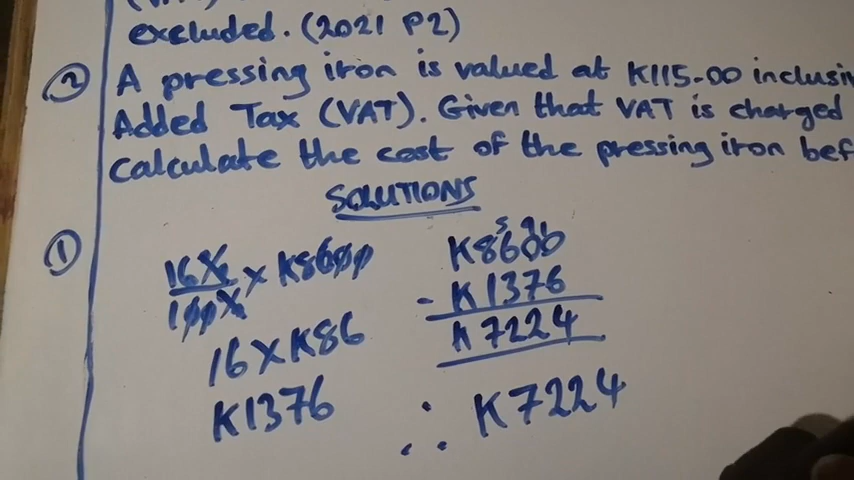 excluded. (2021 P2)
② A pressing iron is valued at K115.00 inclusiv
Added Tax (VAT). Given that VAT is charged
calculate the cost of the pressing iron bef
SOLUTIONS
①
16%/100% × K8600
16 × K86
K1376
K8600
- K1376
K7224
∴ K7224